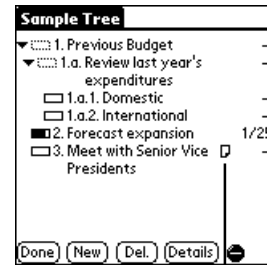 Sample Tree
1. Previous Budget –
1.a. Review last year's
expenditures –
1.a.1. Domestic –
1.a.2. International –
2. Forecast expansion 1/25
3. Meet with Senior Vice –
Presidents
Done New Del. Details